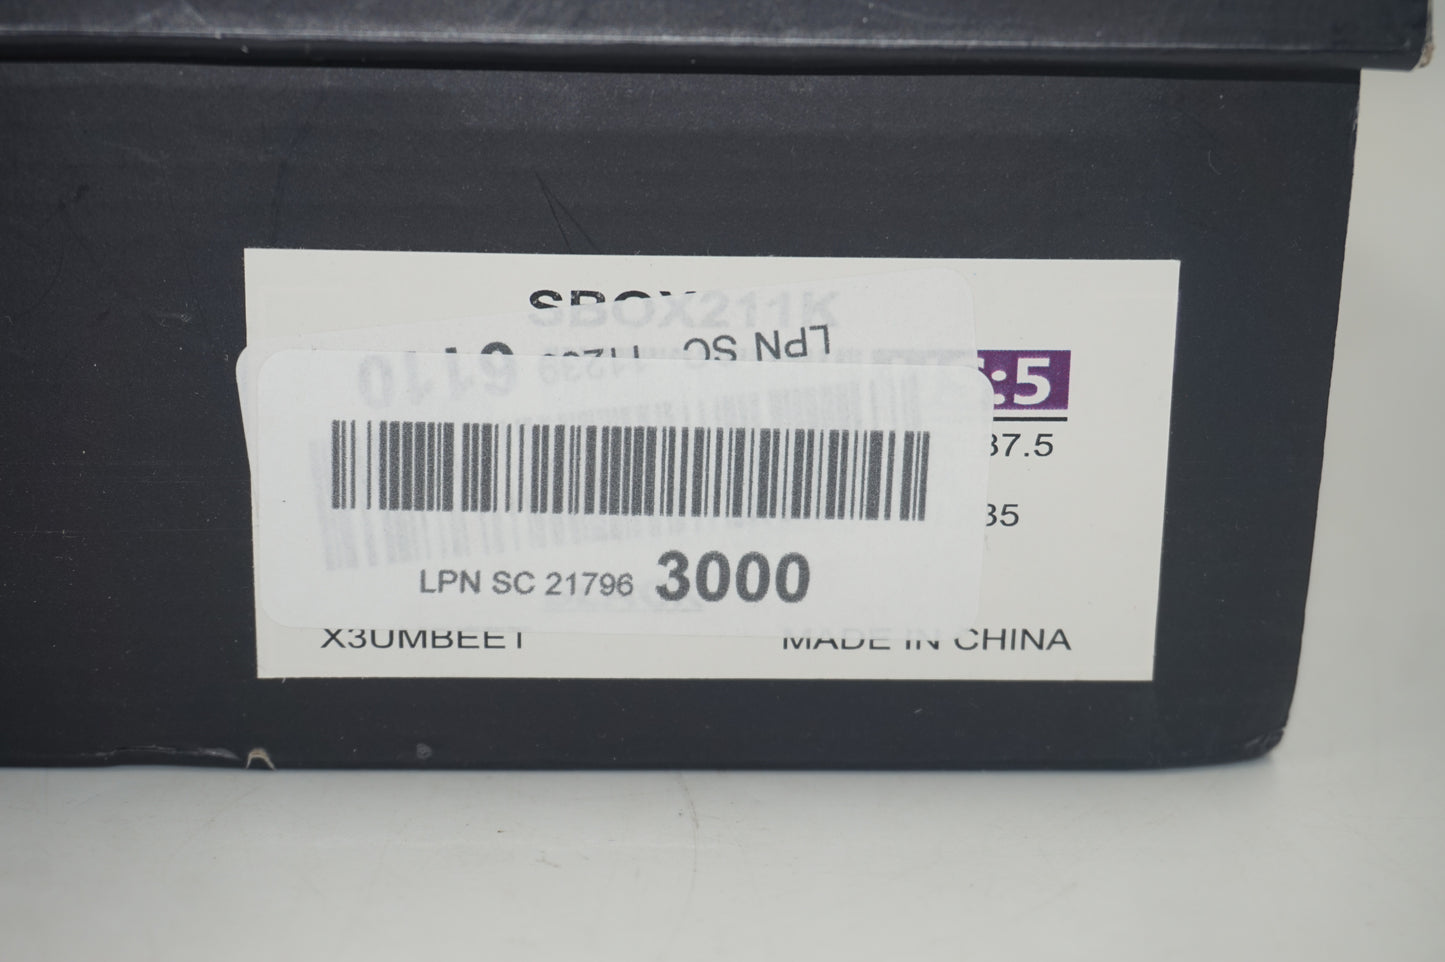 SBOX211K
LPN SC 11239 6110
:5
37.5
35
LPN SC 21796 3000
X3UMBEET
MADE IN CHINA